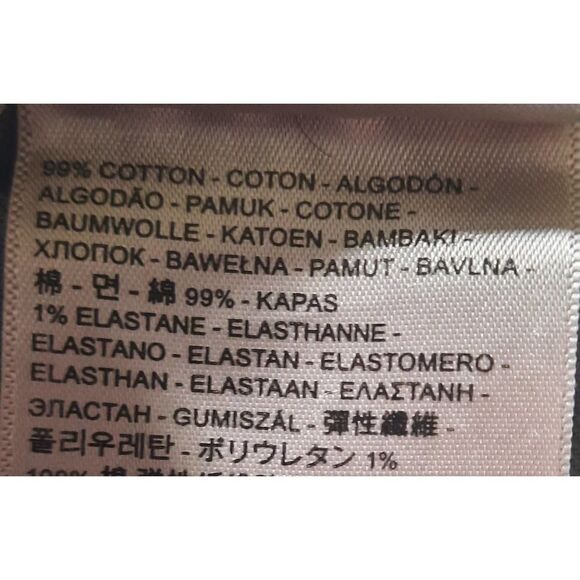 99% COTTON - COTON - ALGODÓN -
ALGODÃO - PAMUK - COTONE -
BAUMWOLLE - KATOEN - BAMBAKI -
ХЛОПОК - BAWEŁNA - PAMUT - BAVLNA -
棉 - 면 - 綿 99% - KAPAS
1% ELASTANE - ELASTHANNE -
ELASTANO - ELASTAN - ELASTOMERO -
ELASTHAN - ELASTAAN - ΕΛΑΣΤΑΝΗ -
ЭЛАСТАН - GUMISZÁL - 彈性纖維 -
폴리우레탄 - ポリウレタン 1%